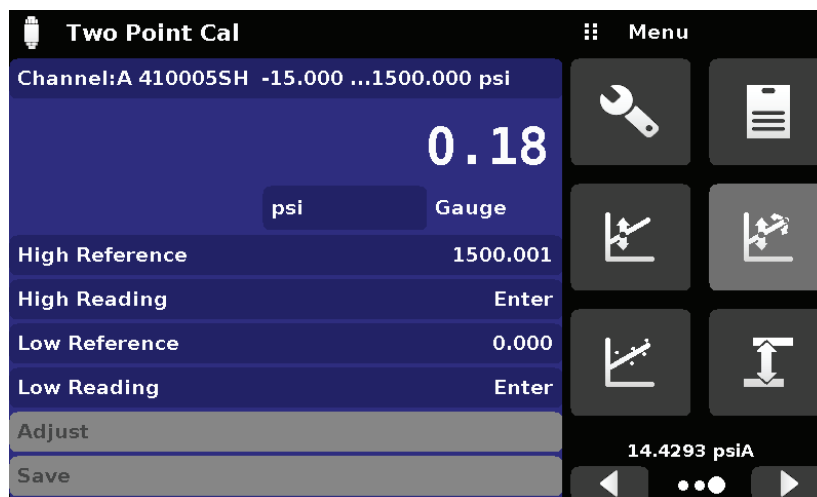 Two Point Cal
Menu
Channel:A 410005SH -15.000 ...1500.000 psi
0.18
psi Gauge
High Reference 1500.001
High Reading Enter
Low Reference 0.000
Low Reading Enter
Adjust
Save
14.4293 psiA